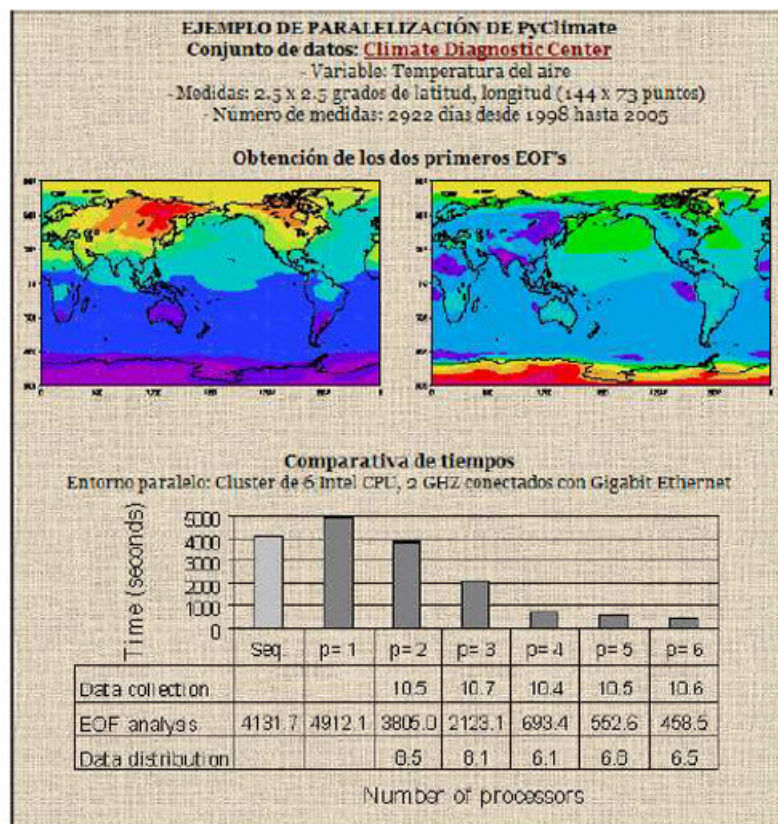 EJEMPLO DE PARALELIZACIÓN DE PyClimate
Conjunto de datos: Climate Diagnostic Center
- Variable: Temperatura del aire
- Medidas: 2.5 x 2.5 grados de latitud, longitud (144 x 73 puntos)
- Número de medidas: 2922 días desde 1998 hasta 2005
Obtención de los dos primeros EOF's
Comparativa de tiempos
Entorno paralelo: Cluster de 6 Intel CPU, 2 GHZ conectados con Gigabit Ethernet
Time (seconds)
5000
4000
3000
2000
1000
0
Seq. p= 1 p= 2 p= 3 p= 4 p= 5 p= 6
Data collection 10.5 10.7 10.4 10.5 10.6
EOF analysis 4131.7 4912.1 3805.0 2123.1 693.4 552.6 458.5
Data distribution 8.5 8.1 6.1 6.8 6.5
Number of processors